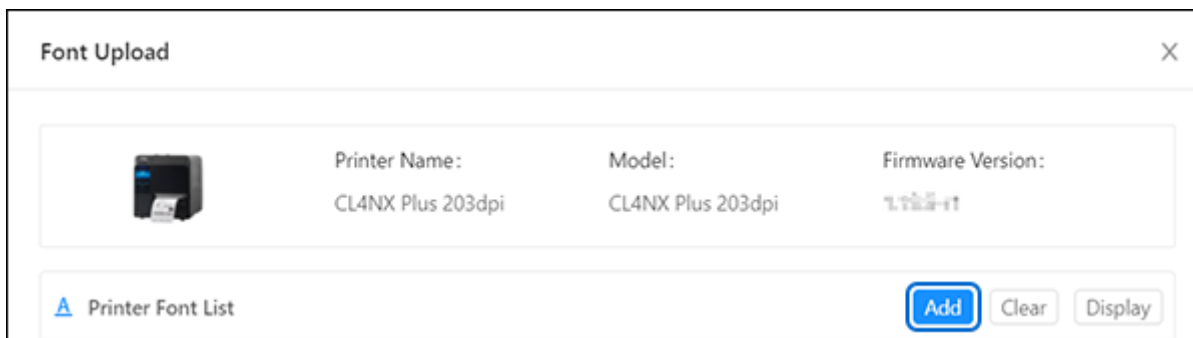 Font Upload
Printer Name: Model: Firmware Version:
CL4NX Plus 203dpi CL4NX Plus 203dpi
A Printer Font List Add Clear Display